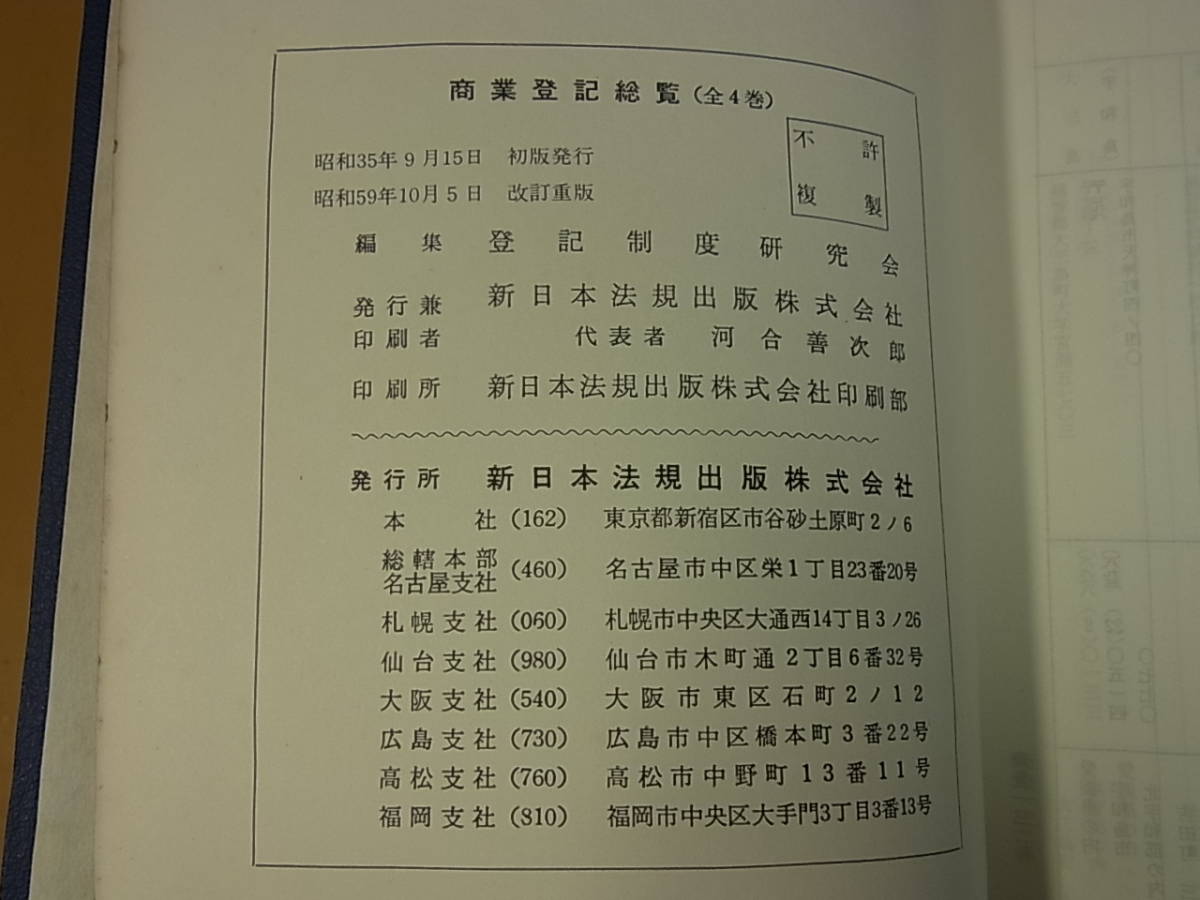 商業登記総覧（全4巻）
不許
複製
昭和35年9月15日　初版発行
昭和59年10月5日　改訂重版
編集　登記制度研究会
発行兼　新日本法規出版株式会社
印刷者　代表者　河合善次郎
印刷所　新日本法規出版株式会社印刷部
発行所　新日本法規出版株式会社
本社（162）　東京都新宿区市谷砂土原町2ノ6
総轄本部
名古屋支社（460）　名古屋市中区栄1丁目23番20号
札幌支社（060）　札幌市中央区大通西14丁目3ノ26
仙台支社（980）　仙台市木町通2丁目6番32号
大阪支社（540）　大阪市東区石町2ノ12
広島支社（730）　広島市中区橋本町3番22号
高松支社（760）　高松市中野町13番11号
福岡支社（810）　福岡市中央区大手門3丁目3番13号